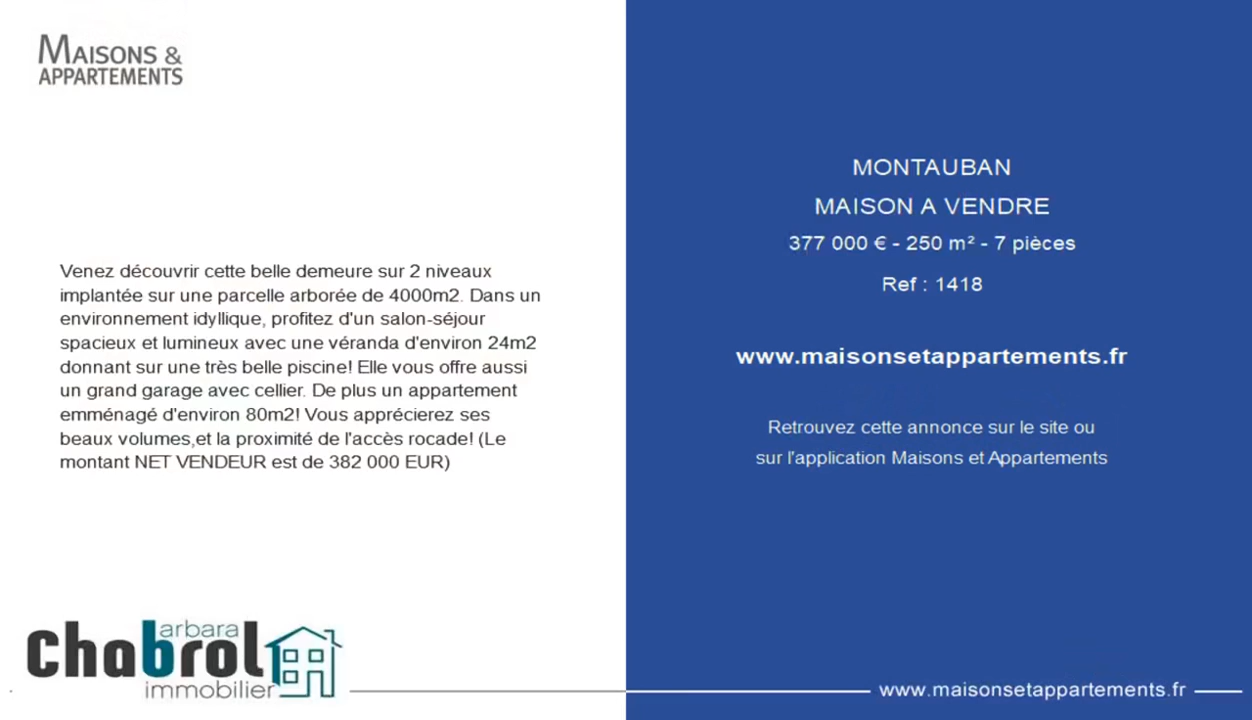 MAISONS &
APPARTEMENTS
Venez découvrir cette belle demeure sur 2 niveaux
implantée sur une parcelle arborée de 4000m2. Dans un
environnement idyllique, profitez d'un salon-séjour
spacieux et lumineux avec une véranda d'environ 24m2
donnant sur une très belle piscine! Elle vous offre aussi
un grand garage avec cellier. De plus un appartement
emménagé d'environ 80m2! Vous apprécierez ses
beaux volumes,et la proximité de l'accès rocade! (Le
montant NET VENDEUR est de 382 000 EUR)
arbara
Chabrol
immobilier
MONTAUBAN
MAISON A VENDRE
377 000 € - 250 m² - 7 pièces
Ref : 1418
www.maisonsetappartements.fr
Retrouvez cette annonce sur le site ou
sur l'application Maisons et Appartements
www.maisonsetappartements.fr